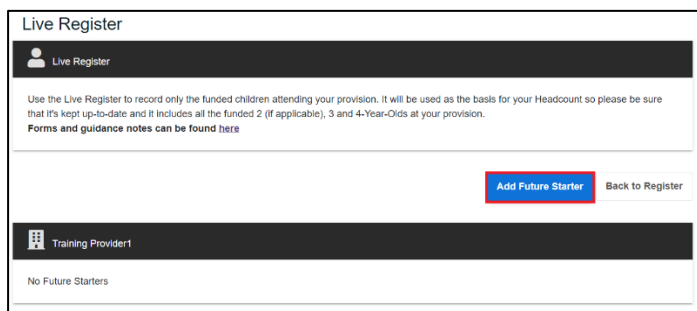 Live Register
Live Register
Use the Live Register to record only the funded children attending your provision. It will be used as the basis for your Headcount so please be sure
that it's kept up-to-date and it includes all the funded 2 (if applicable), 3 and 4-Year-Olds at your provision.
Forms and guidance notes can be found here
Add Future Starter Back to Register
Training Provider1
No Future Starters